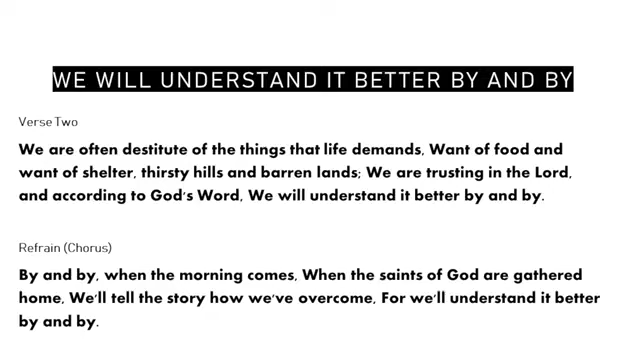 WE WILL UNDERSTAND IT BETTER BY AND BY
Verse Two
We are often destitute of the things that life demands, Want of food and
want of shelter, thirsty hills and barren lands; We are trusting in the Lord,
and according to God's Word, We will understand it better by and by.
Refrain (Chorus)
By and by, when the morning comes, When the saints of God are gathered
home, We'll tell the story how we've overcome, For we'll understand it better
by and by.